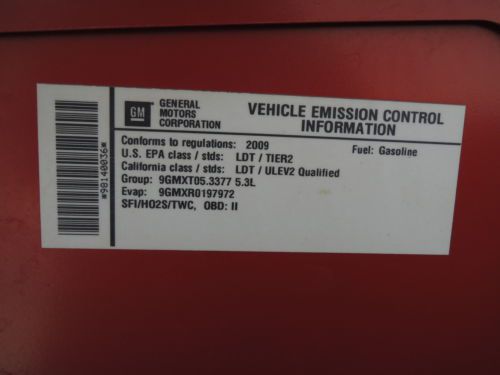 GM
GENERAL
MOTORS
CORPORATION
VEHICLE EMISSION CONTROL
INFORMATION
Conforms to regulations: 2009
Fuel: Gasoline
U.S. EPA class / stds: LDT / TIER2
California class / stds: LDT / ULEV2 Qualified
Group: 9GMXT05.3377 5.3L
Evap: 9GMXR0197972
SFI/HO2S/TWC, OBD: II
*98140036*